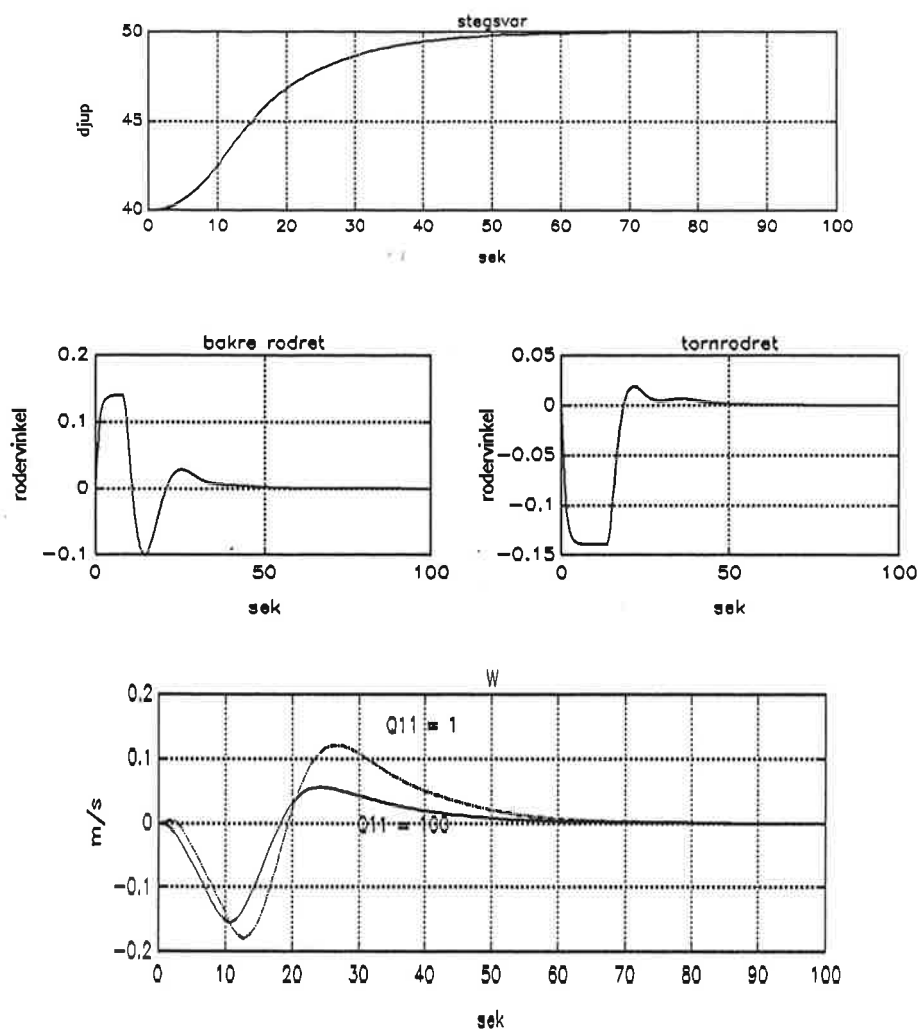 stegsvar
50
45
40
djup
0 10 20 30 40 50 60 70 80 90 100
sek
bakre rodret
0.2
0.1
0
-0.1
rodervinkel
0 50 100
sek
tornrodret
0.05
0
-0.05
-0.1
-0.15
rodervinkel
0 50 100
sek
W
0.2
0.1
0
-0.1
-0.2
m/s
Q11 = 1
Q11 = 100
0 10 20 30 40 50 60 70 80 90 100
sek